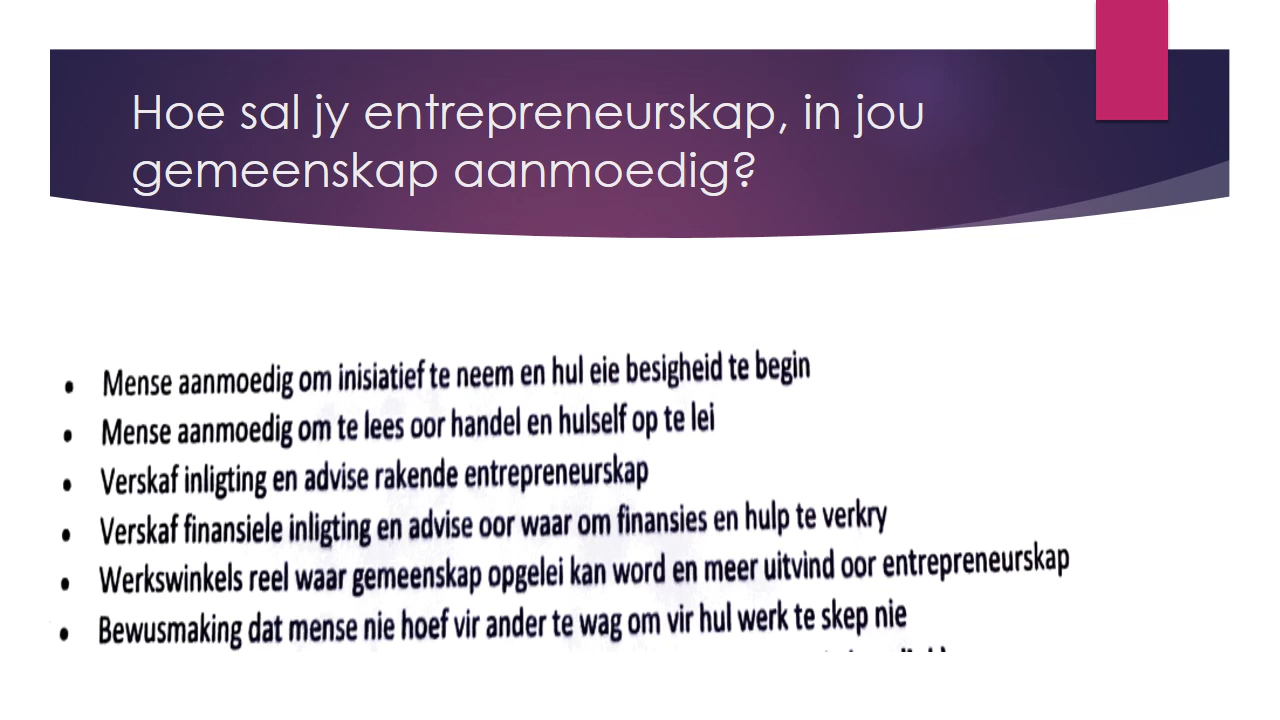 Hoe sal jy entrepreneurskap, in jou
gemeenskap aanmoedig?
• Mense aanmoedig om inisiatief te neem en hul eie besigheid te begin
• Mense aanmoedig om te lees oor handel en hulself op te lei
• Verskaf inligting en advise rakende entrepreneurskap
• Verskaf finansiele inligting en advise oor waar om finansies en hulp te verkry
• Werkswinkels reel waar gemeenskap opgelei kan word en meer uitvind oor entrepreneurskap
• Bewusmaking dat mense nie hoef vir ander te wag om vir hul werk te skep nie